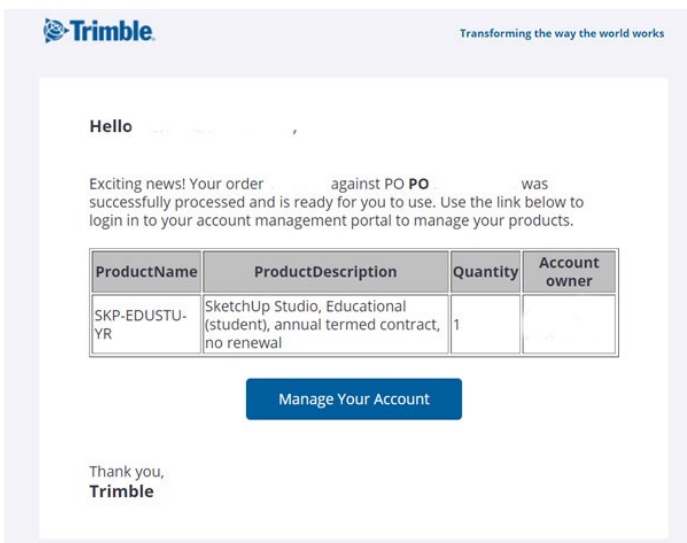 Trimble.
Transforming the way the world works
Hello ,
Exciting news! Your order against PO PO was
successfully processed and is ready for you to use. Use the link below to
login in to your account management portal to manage your products.
ProductName ProductDescription Quantity Account
owner
SKP-EDUSTU-
YR
SketchUp Studio, Educational
(student), annual termed contract,
no renewal
1
Manage Your Account
Thank you,
Trimble